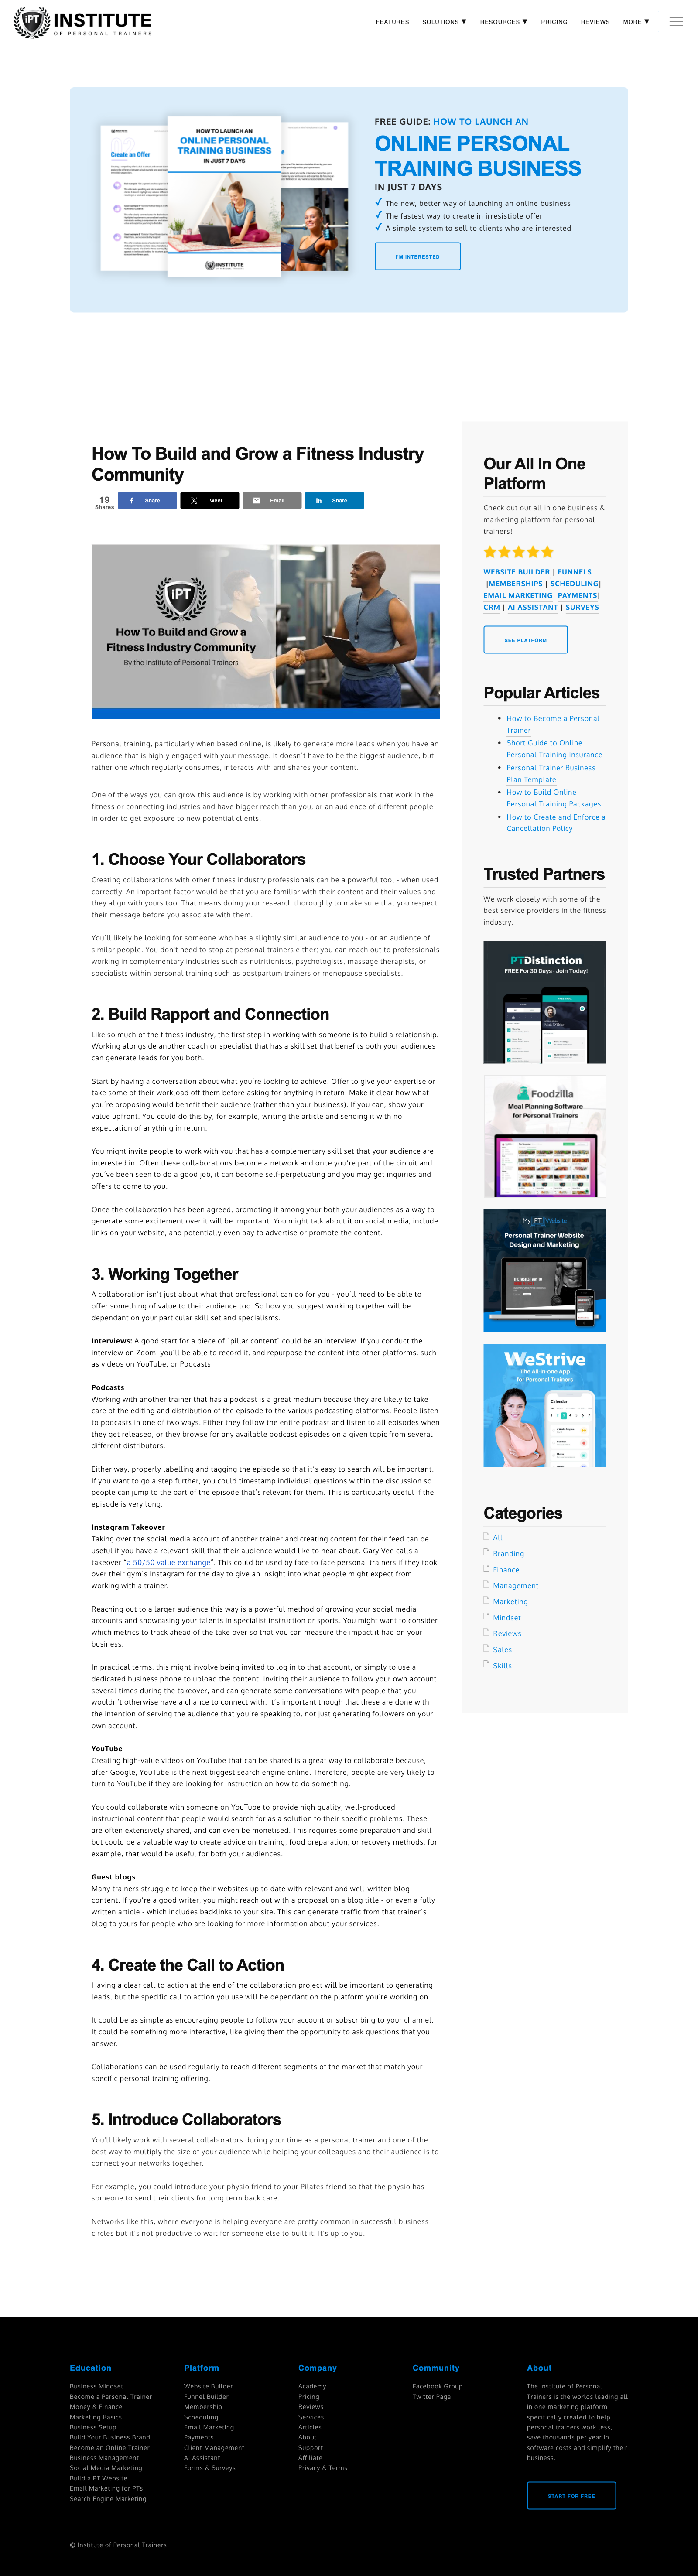 iPT INSTITUTE
OF PERSONAL TRAINERS
FEATURES SOLUTIONS ▼ RESOURCES ▼ PRICING REVIEWS MORE ▼
Create an Offer
HOW TO LAUNCH AN
ONLINE PERSONAL
TRAINING BUSINESS
IN JUST 7 DAYS
INSTITUTE
FREE GUIDE: HOW TO LAUNCH AN
ONLINE PERSONAL
TRAINING BUSINESS
IN JUST 7 DAYS
The new, better way of launching an online business
The fastest way to create in irresistible offer
A simple system to sell to clients who are interested
I'M INTERESTED
How To Build and Grow a Fitness Industry
Community
19
Shares
Share
Tweet
Email
Share
iPT
How To Build and Grow a
Fitness Industry Community
By the Institute of Personal Trainers
Personal training, particularly when based online, is likely to generate more leads when you have an
audience that is highly engaged with your message. It doesn't have to be the biggest audience, but
rather one which regularly consumes, interacts with and shares your content.
One of the ways you can grow this audience is by working with other professionals that work in the
fitness or connecting industries and have bigger reach than you, or an audience of different people
in order to get exposure to new potential clients.
1. Choose Your Collaborators
Creating collaborations with other fitness industry professionals can be a powerful tool - when used
correctly. An important factor would be that you are familiar with their content and their values and
they align with yours too. That means doing your research thoroughly to make sure that you respect
their message before you associate with them.
You'll likely be looking for someone who has a slightly similar audience to you - or an audience of
similar people. You don't need to stop at personal trainers either; you can reach out to professionals
working in complementary industries such as nutritionists, psychologists, massage therapists, or
specialists within personal training such as postpartum trainers or menopause specialists.
2. Build Rapport and Connection
Like so much of the fitness industry, the first step in working with someone is to build a relationship.
Working alongside another coach or specialist that has a skill set that benefits both your audiences
can generate leads for you both.
Start by having a conversation about what you're looking to achieve. Offer to give your expertise or
take some of their workload off them before asking for anything in return. Make it clear how what
you're proposing would benefit their audience (rather than your business). If you can, show your
value upfront. You could do this by, for example, writing the article and sending it with no
expectation of anything in return.
You might invite people to work with you that has a complementary skill set that your audience are
interested in. Often these collaborations become a network and once you're part of the circuit and
you've been seen to do a good job, it can become self-perpetuating and you may get inquiries and
offers to come to you.
Once the collaboration has been agreed, promoting it among your both your audiences as a way to
generate some excitement over it will be important. You might talk about it on social media, include
links on your website, and potentially even pay to advertise or promote the content.
3. Working Together
A collaboration isn't just about what that professional can do for you - you'll need to be able to
offer something of value to their audience too. So how you suggest working together will be
dependant on your particular skill set and specialisms.
Interviews: A good start for a piece of "pillar content" could be an interview. If you conduct the
interview on Zoom, you'll be able to record it, and repurpose the content into other platforms, such
as videos on YouTube, or Podcasts.
Podcasts
Working with another trainer that has a podcast is a great medium because they are likely to take
care of the editing and distribution of the episode to the various podcasting platforms. People listen
to podcasts in one of two ways. Either they follow the entire podcast and listen to all episodes when
they get released, or they browse for any available podcast episodes on a given topic from several
different distributors.
Either way, properly labelling and tagging the episode so that it's easy to search will be important.
If you want to go a step further, you could timestamp individual questions within the discussion so
people can jump to the part of the episode that's relevant for them. This is particularly useful if the
episode is very long.
Instagram Takeover
Taking over the social media account of another trainer and creating content for their feed can be
useful if you have a relevant skill that their audience would like to hear about. Gary Vee calls a
takeover "a 50/50 value exchange". This could be used by face to face personal trainers if they took
over their gym's Instagram for the day to give an insight into what people might expect from
working with a trainer.
Reaching out to a larger audience this way is a powerful method of growing your social media
accounts and showcasing your talents in specialist instruction or sports. You might want to consider
which metrics to track ahead of the take over so that you can measure the impact it had on your
business.
In practical terms, this might involve being invited to log in to that account, or simply to use a
dedicated business phone to upload the content. Inviting their audience to follow your own account
several times during the takeover, and can generate some conversations with people that you
wouldn't otherwise have a chance to connect with. It's important though that these are done with
the intention of serving the audience that you're speaking to, not just generating followers on your
own account.
YouTube
Creating high-value videos on YouTube that can be shared is a great way to collaborate because,
after Google, YouTube is the next biggest search engine online. Therefore, people are very likely to
turn to YouTube if they are looking for instruction on how to do something.
You could collaborate with someone on YouTube to provide high quality, well-produced
instructional content that people would search for as a solution to their specific problems. These
are often extensively shared, and can even be monetised. This requires some preparation and skill
but could be a valuable way to create advice on training, food preparation, or recovery methods, for
example, that would be useful for both your audiences.
Guest blogs
Many trainers struggle to keep their websites up to date with relevant and well-written blog
content. If you're a good writer, you might reach out with a proposal on a blog title - or even a fully
written article - which includes backlinks to your site. This can generate traffic from that trainer's
blog to yours for people who are looking for more information about your services.
4. Create the Call to Action
Having a clear call to action at the end of the collaboration project will be important to generating
leads, but the specific call to action you use will be dependant on the platform you're working on.
It could be as simple as encouraging people to follow your account or subscribing to your channel.
It could be something more interactive, like giving them the opportunity to ask questions that you
answer.
Collaborations can be used regularly to reach different segments of the market that match your
specific personal training offering.
5. Introduce Collaborators
You'll likely work with several collaborators during your time as a personal trainer and one of the
best way to multiply the size of your audience while helping your colleagues and their audience is to
connect your networks together.
For example, you could introduce your physio friend to your Pilates friend so that the physio has
someone to send their clients for long term back care.
Networks like this, where everyone is helping everyone are pretty common in successful business
circles but it's not productive to wait for someone else to built it. It's up to you.
Our All In One
Platform
Check out out all in one business &
marketing platform for personal
trainers!
WEBSITE BUILDER | FUNNELS
|MEMBERSHIPS | SCHEDULING|
EMAIL MARKETING| PAYMENTS|
CRM | AI ASSISTANT | SURVEYS
SEE PLATFORM
Popular Articles
How to Become a Personal
Trainer
Short Guide to Online
Personal Training Insurance
Personal Trainer Business
Plan Template
How to Build Online
Personal Training Packages
How to Create and Enforce a
Cancellation Policy
Trusted Partners
We work closely with some of the
best service providers in the fitness
industry.
PTDistinction
FREE For 30 Days - Join Today!
Foodzilla
Meal Planning Software
for Personal Trainers
My PT Website
Personal Trainer Website
Design and Marketing
WeStrive
The All-in-one App
for Personal Trainers
Calendar
Categories
All
Branding
Finance
Management
Marketing
Mindset
Reviews
Sales
Skills
Education
Business Mindset
Become a Personal Trainer
Money & Finance
Marketing Basics
Business Setup
Build Your Business Brand
Become an Online Trainer
Business Management
Social Media Marketing
Build a PT Website
Email Marketing for PTs
Search Engine Marketing
Platform
Website Builder
Funnel Builder
Membership
Scheduling
Email Marketing
Payments
Client Management
AI Assistant
Forms & Surveys
Company
Academy
Pricing
Reviews
Services
Articles
About
Support
Affiliate
Privacy & Terms
Community
Facebook Group
Twitter Page
About
The Institute of Personal
Trainers is the worlds leading all
in one marketing platform
specifically created to help
personal trainers work less,
save thousands per year in
software costs and simplify their
business.
START FOR FREE
© Institute of Personal Trainers